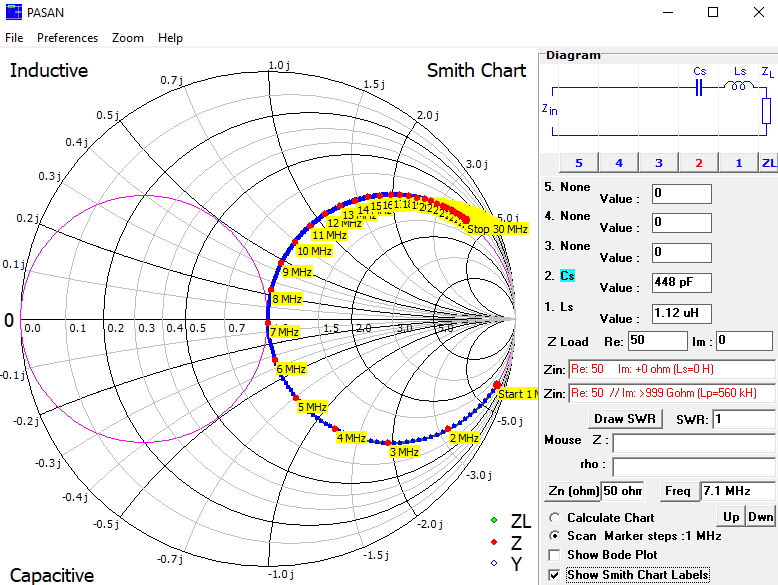 PASAN
File Preferences Zoom Help
Inductive
Smith Chart
1.0 j
0.7 j
1.5 j
0.5 j
2.0 j
0.4 j
3.0 j
0.3 j
0.2 j
5.0 j
0.1 j
0
0.0 0.1 0.2 0.3 0.4 0.5 0.7 1.5 2.0 3.0 5.0
Stop 30 MHz
13
14
15
16
12 MHz
11 MHz
10 MHz
9 MHz
8 MHz
7 MHz
6 MHz
5 MHz
4 MHz
3 MHz
2 MHz
Start 1 M
-0.1 j
-0.2 j
-5.0 j
-0.3 j
-3.0 j
-0.4 j
-0.5 j
-2.0 j
-0.7 j
-1.5 j
-1.0 j
ZL
Z
Y
Capacitive
Diagram
Cs Ls ZL
Zin
5 4 3 2 1 ZL
5. None
Value : 0
4. None
Value : 0
3. None
Value : 0
2. Cs
Value : 448 pF
1. Ls
Value : 1.12 uH
Z Load Re: 50 Im : 0
Zin: Re: 50 Im: +0 ohm (Ls=0 H)
Zin: Re: 50 // Im: >999 Gohm (Lp=560 kH)
Draw SWR SWR: 1
Mouse Z :
rho :
Zn (ohm) 50 ohm Freq 7.1 MHz
Calculate Chart Up Dwn
Scan Marker steps :1 MHz
Show Bode Plot
Show Smith Chart Labels